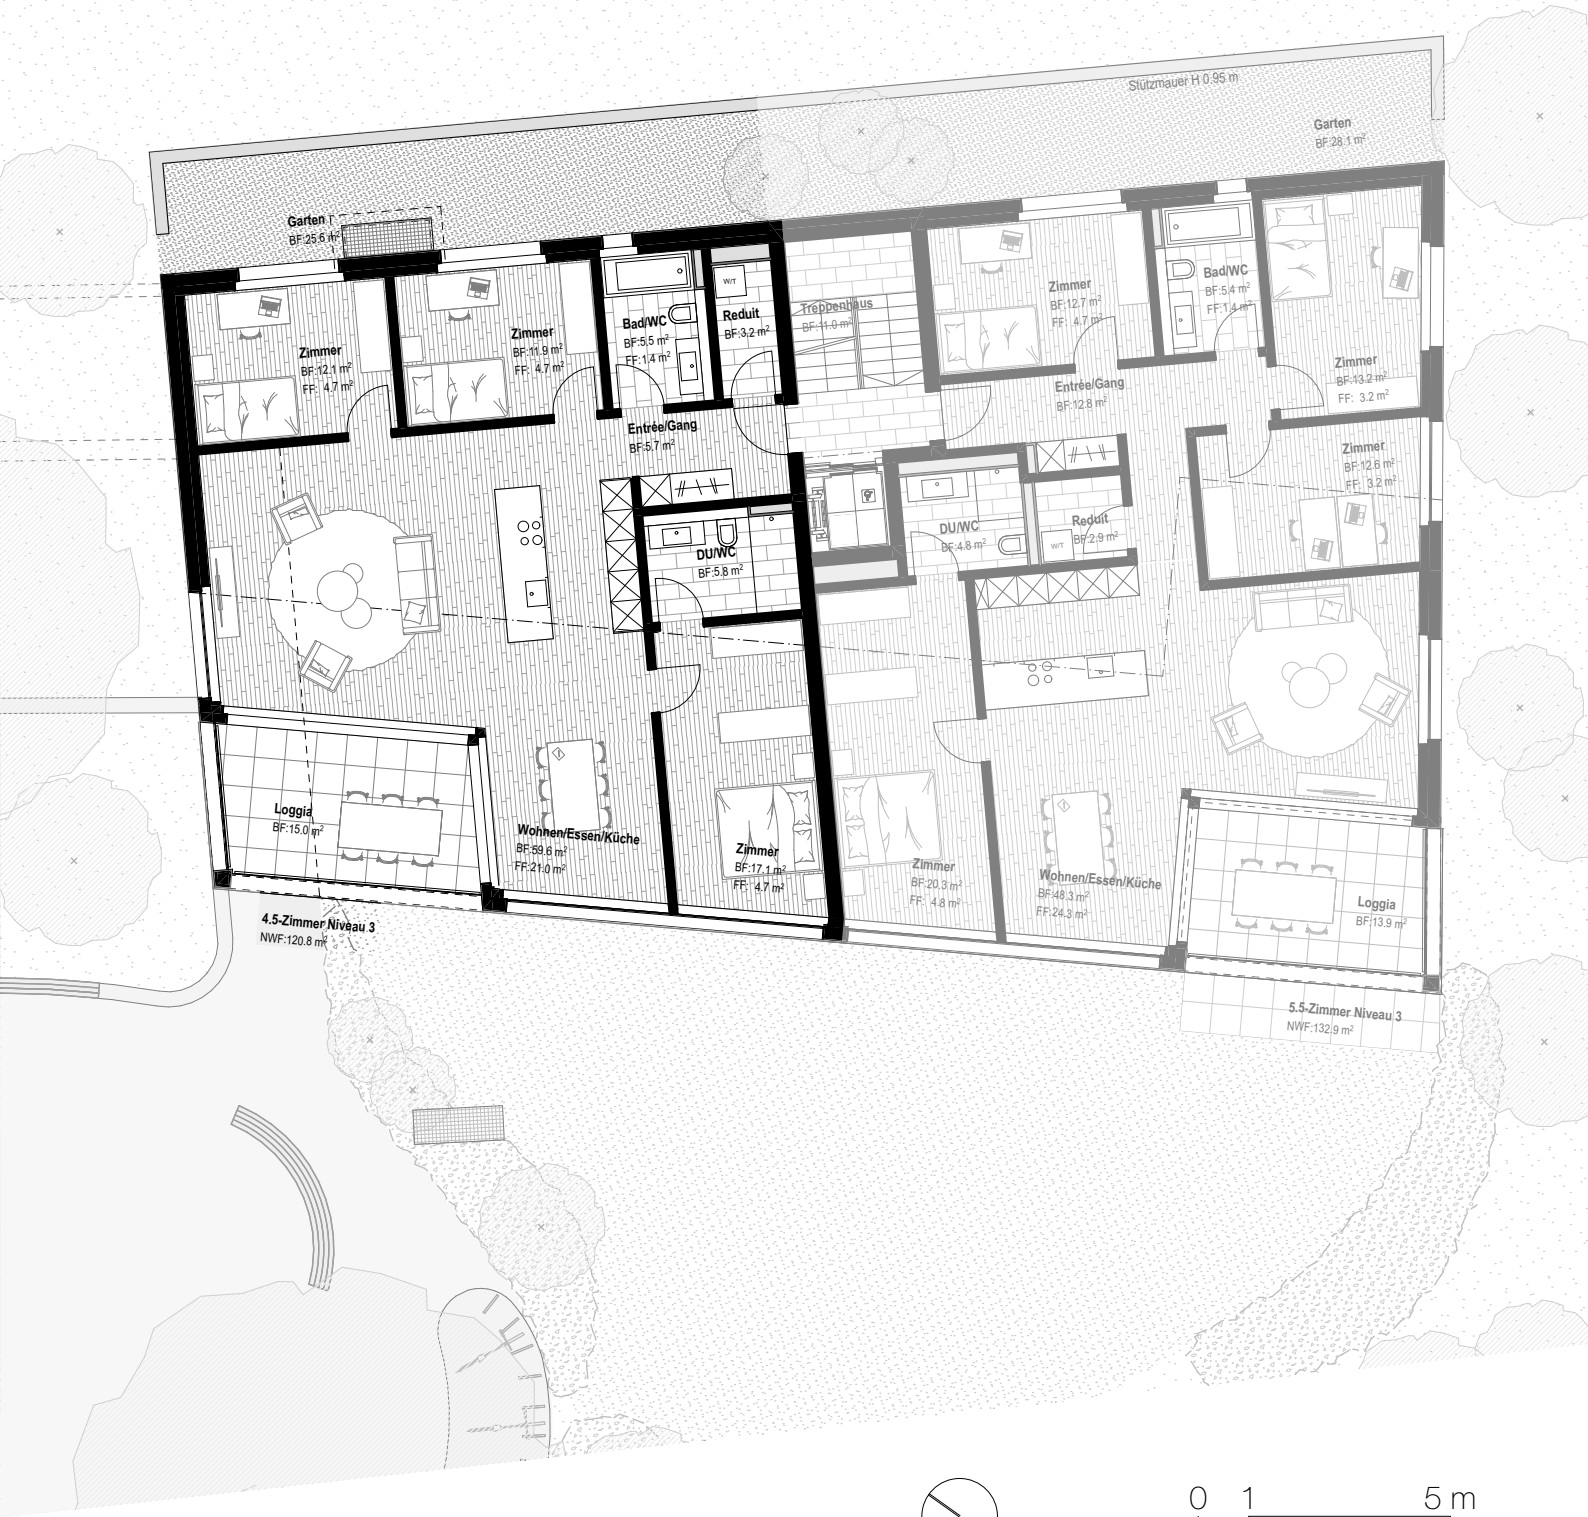 Stützmauer H 0.95 m
Garten
BF:28.1 m²
Garten
BF:25.6 m²
Zimmer
BF:12.1 m²
FF: 4.7 m²
Zimmer
BF:11.9 m²
FF: 4.7 m²
Bad/WC
BF:5.5 m²
FF:1.4 m²
W/T
Reduit
BF:3.2 m²
Treppenhaus
BF:11.0 m²
Zimmer
BF:12.7 m²
FF: 4.7 m²
Bad/WC
BF:5.4 m²
FF:1.4 m²
Zimmer
BF:13.2 m²
FF: 3.2 m²
Entrée/Gang
BF:5.7 m²
Entrée/Gang
BF:12.8 m²
Zimmer
BF:12.6 m²
FF: 3.2 m²
DU/WC
BF:5.8 m²
DU/WC
BF:4.8 m²
W/T
Reduit
BF:2.9 m²
Loggia
BF:15.0 m²
Wohnen/Essen/Küche
BF:59.6 m²
FF:21.0 m²
Zimmer
BF:17.1 m²
FF: 4.7 m²
Zimmer
BF:20.3 m²
FF: 4.8 m²
Wohnen/Essen/Küche
BF:48.3 m²
FF:24.3 m²
Loggia
BF:13.9 m²
4.5-Zimmer Niveau 3
NWF:120.8 m²
5.5-Zimmer Niveau 3
NWF:132.9 m²
0 1 5 m